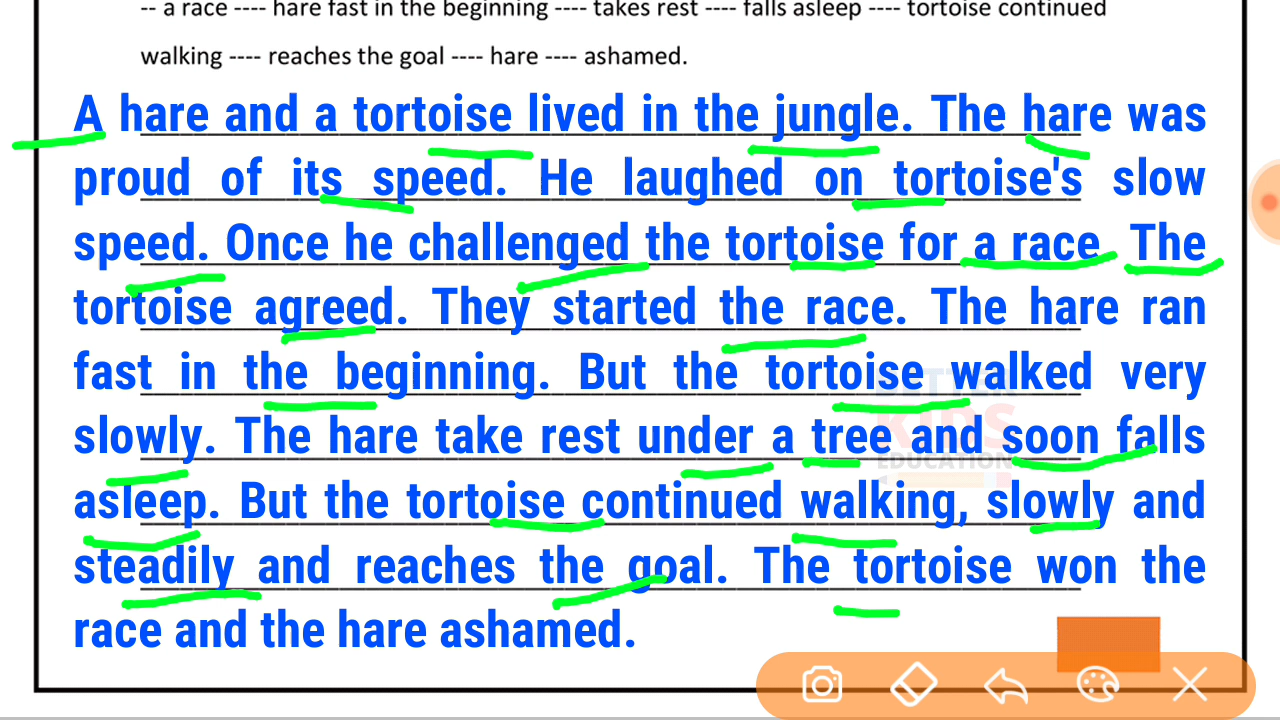 -- a race ---- hare fast in the beginning ---- takes rest ---- falls asleep ---- tortoise continued
walking ---- reaches the goal ---- hare ---- ashamed.
A hare and a tortoise lived in the jungle. The hare was
proud of its speed. He laughed on tortoise's slow
speed. Once he challenged the tortoise for a race. The
tortoise agreed. They started the race. The hare ran
fast in the beginning. But the tortoise walked very
slowly. The hare take rest under a tree and soon falls
asleep. But the tortoise continued walking, slowly and
steadily and reaches the goal. The tortoise won the
race and the hare ashamed.
KIDS
EDUCATION